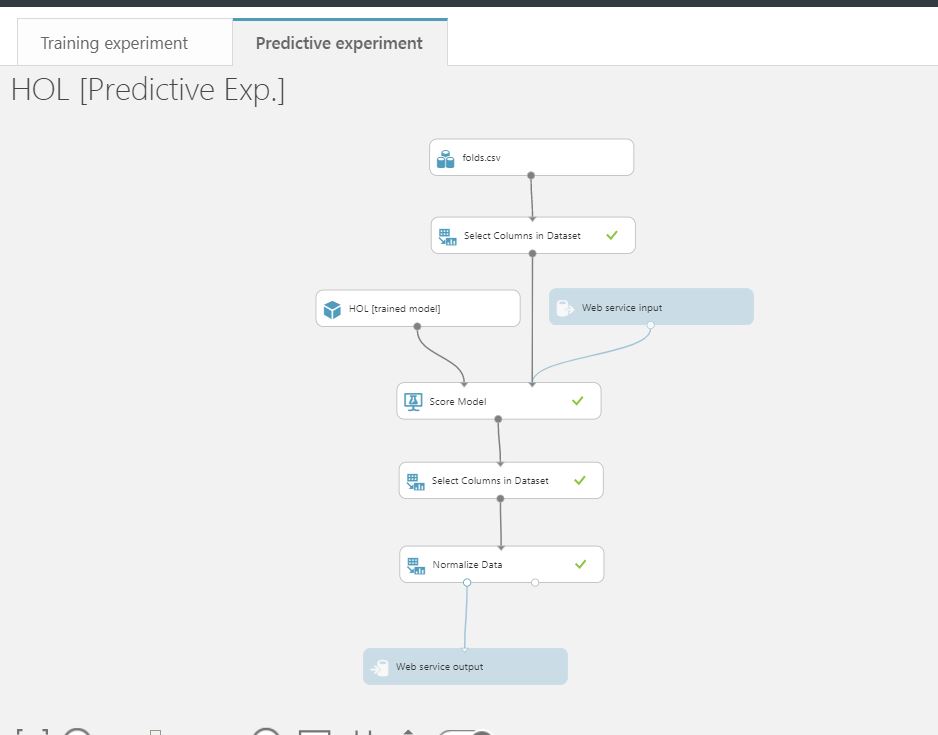 Training experiment
Predictive experiment
HOL [Predictive Exp.]
folds.csv
Select Columns in Dataset
HOL [trained model]
Web service input
Score Model
Select Columns in Dataset
Normalize Data
Web service output